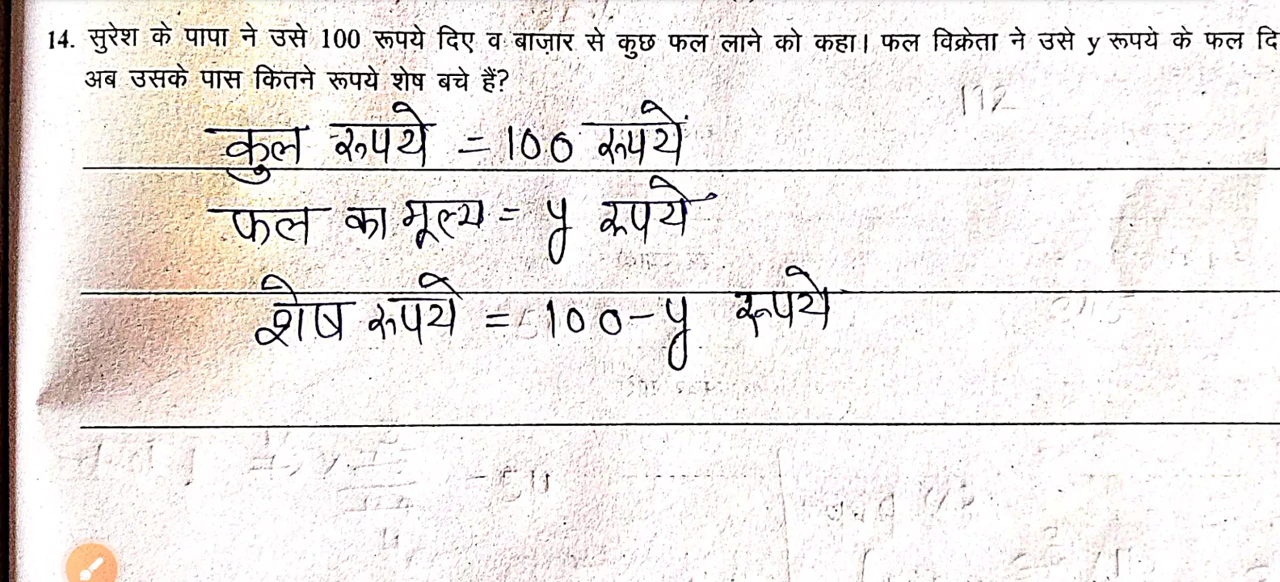 14. सुरेश के पापा ने उसे 100 रूपये दिए व बाज़ार से कुछ फल लाने को कहा। फल विक्रेता ने उसे y रूपये के फल दि
अब उसके पास कितने रूपये शेष बचे हैं?
कुल रुपये = 100 रुपये
फल का मूल्य = y रुपये
शेष रुपये = 100-y रुपये